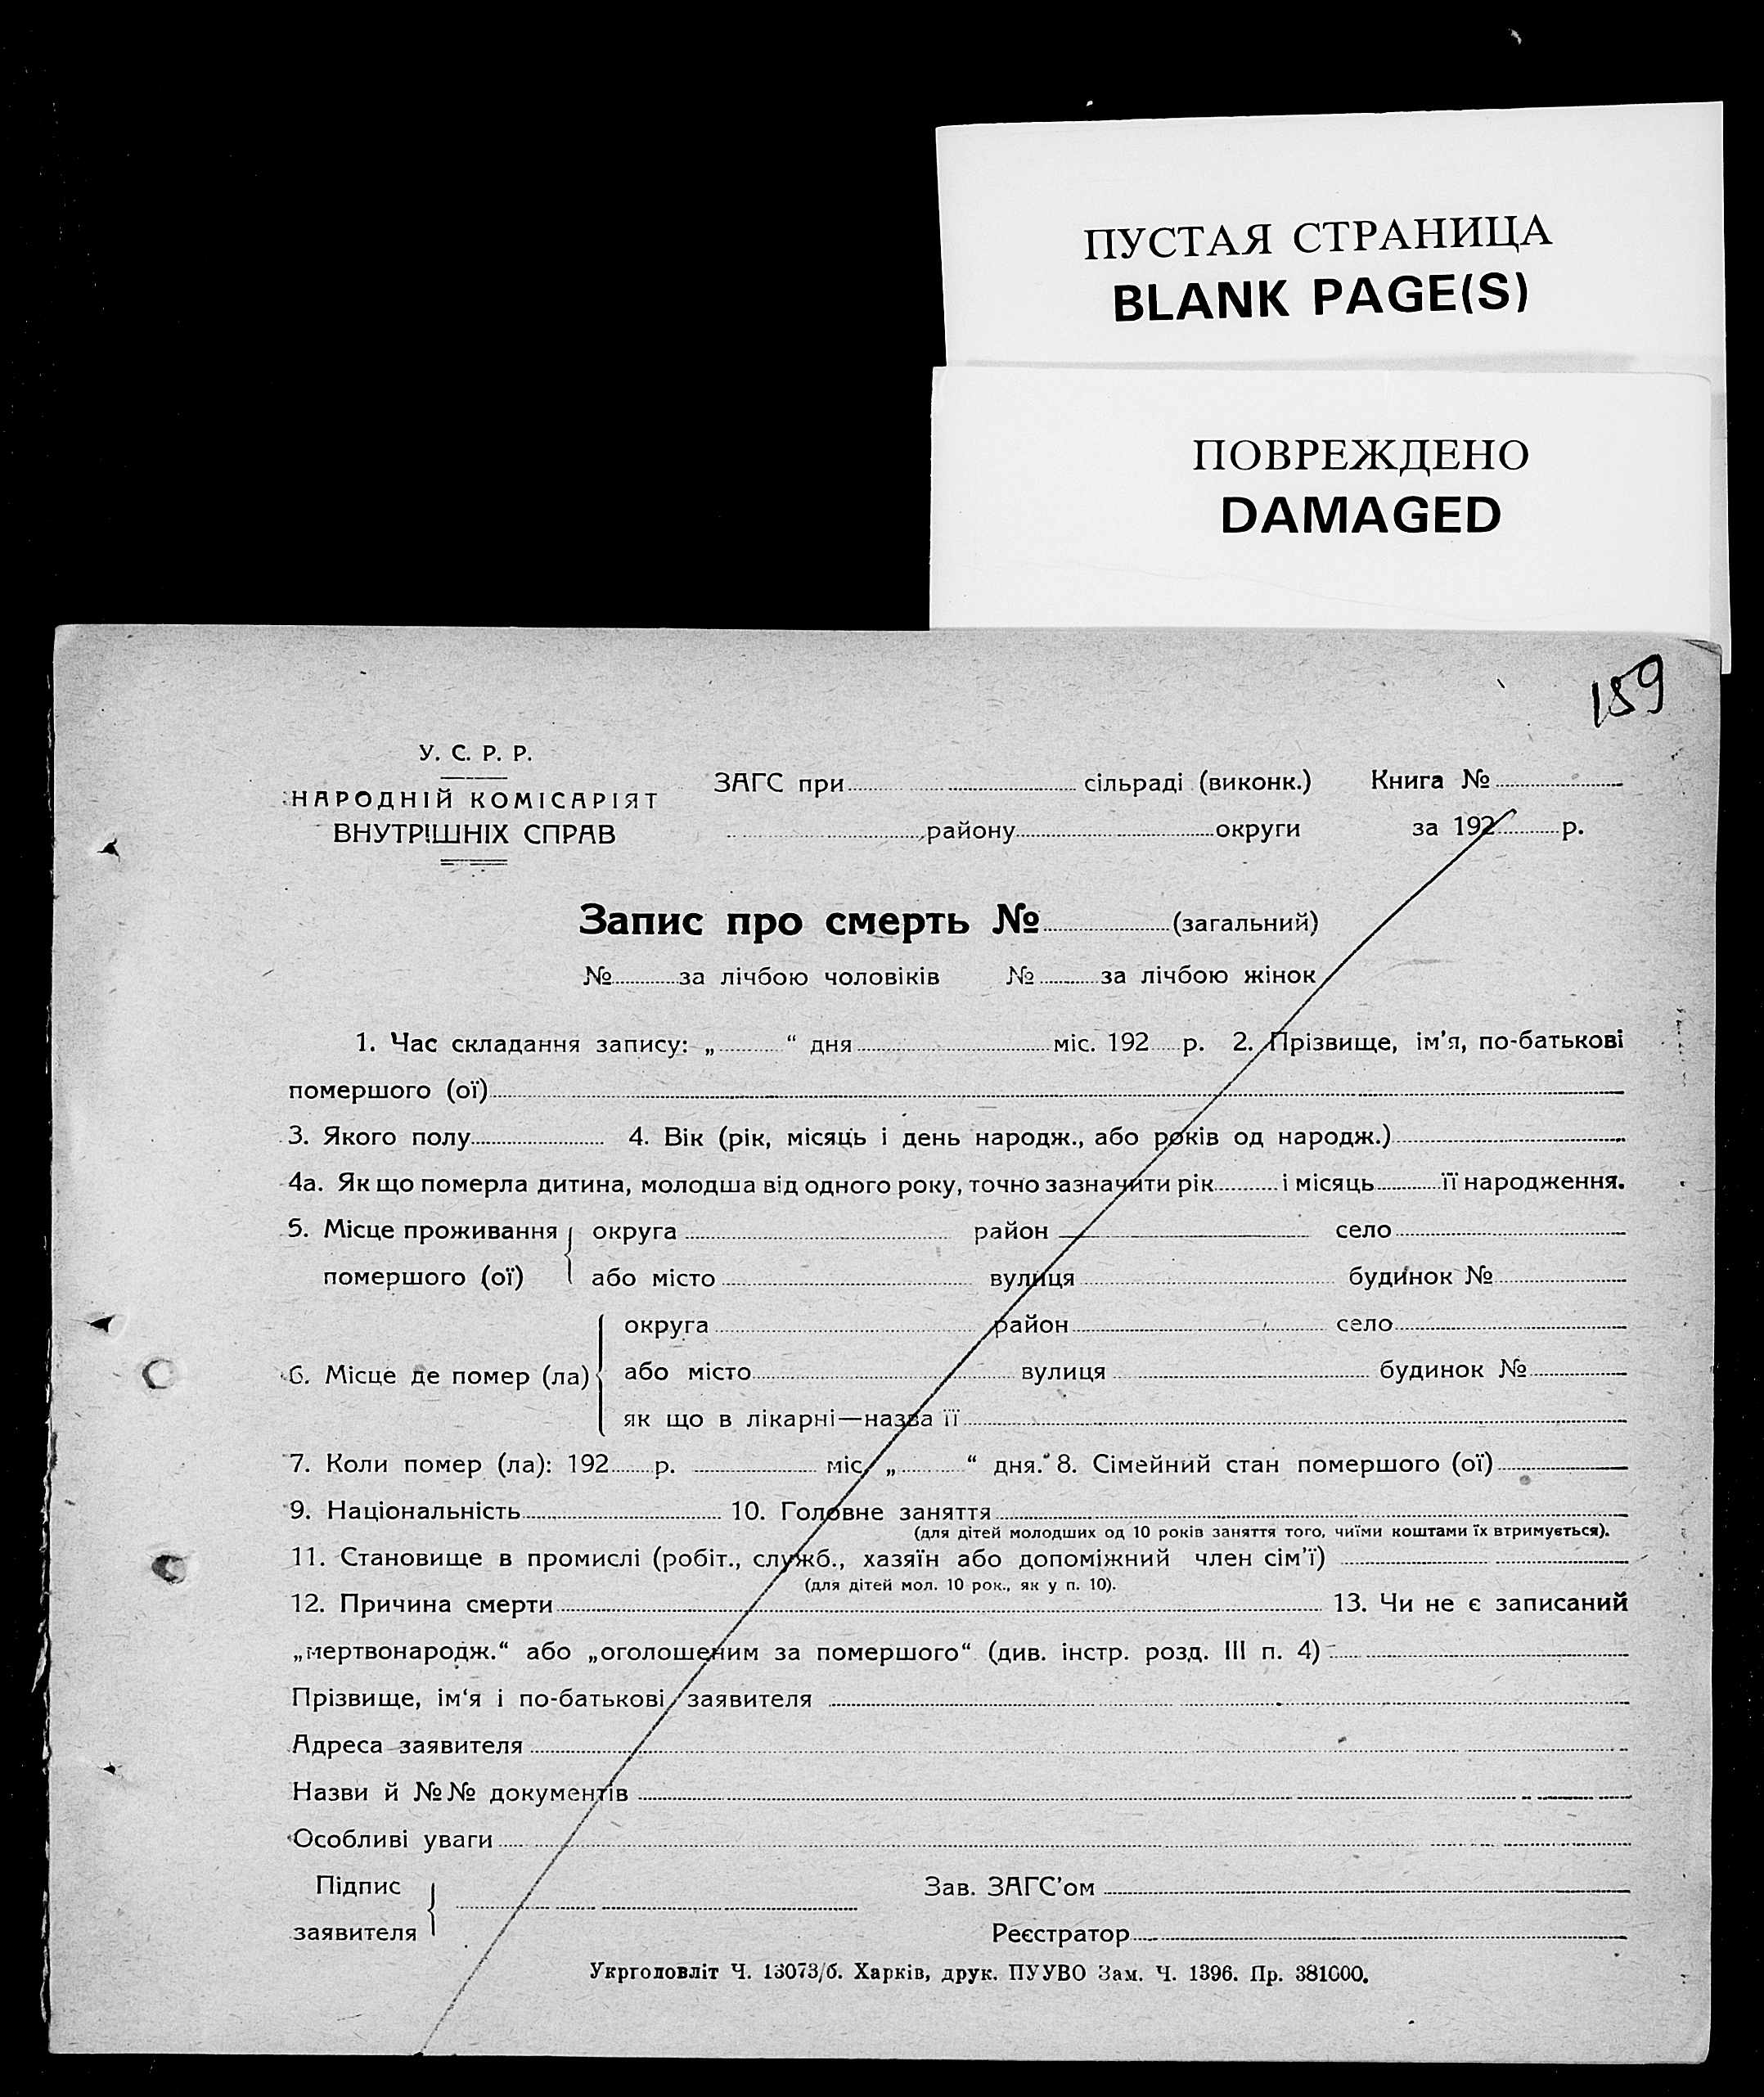 ПУСТАЯ СТРАНИЦА
BLANK PAGE(S)
ПОВРЕЖДЕНО
DAMAGED
159
У. С. Р. Р.
НАРОДНІЙ КОМІСАРІЯТ
ВНУТРІШНІХ СПРАВ
ЗАГС при сільраді (виконк.) Книга №
району округи за 192 р.
Запис про смерть № (загальний)
№ за лічбою чоловіків № за лічбою жінок
1. Час складання запису: „ “ дня міс. 192 р. 2. Прізвище, ім’я, по-батькові
помершого (ої)
3. Якого полу 4. Вік (рік, місяць і день народж., або років од народж.)
4а. Як що померла дитина, молодша від одного року, точно зазначити рік і місяць її народження.
5. Місце проживання округа район село
помершого (ої) або місто вулиця будинок №
округа район село
6. Місце де помер (ла) або місто вулиця будинок №
як що в лікарні—назва її
7. Коли помер (ла): 192 р. міс. „ “ дня. 8. Сімейний стан помершого (ої)
9. Національність 10. Головне заняття
(для дітей молодших од 10 років заняття того, чиїми коштами їх втримується).
11. Становище в промислі (робіт., служб., хазяїн або допоміжний член сім’ї)
(для дітей мол. 10 рок., як у п. 10).
12. Причина смерти 13. Чи не є записаний
„мертвонародж.“ або „оголошеним за помершого“ (див. інстр. розд. III п. 4)
Прізвище, ім‘я і по-батькові заявителя
Адреса заявителя
Назви й №№ документів
Особливі уваги
Підпис Зав. ЗАГС’ом
заявителя Реєстратор
Укрголовліт Ч. 13073/б. Харків, друк. ПУУВО Зам. Ч. 1396. Пр. 381000.